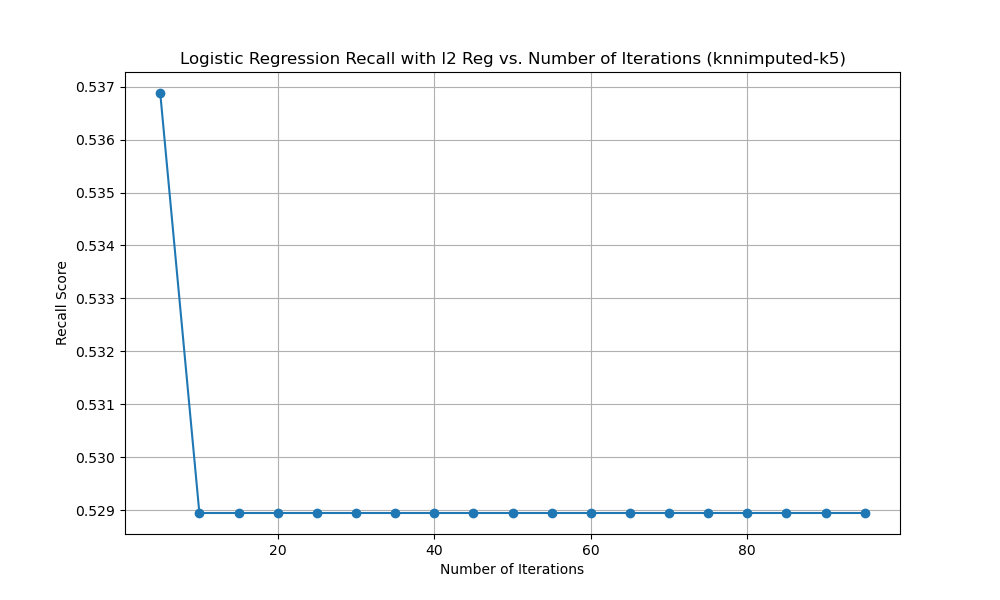 Logistic Regression Recall with l2 Reg vs. Number of Iterations (knnimputed-k5)
0.537
0.536
0.535
0.534
0.533
0.532
0.531
0.530
0.529
Recall Score
20 40 60 80
Number of Iterations